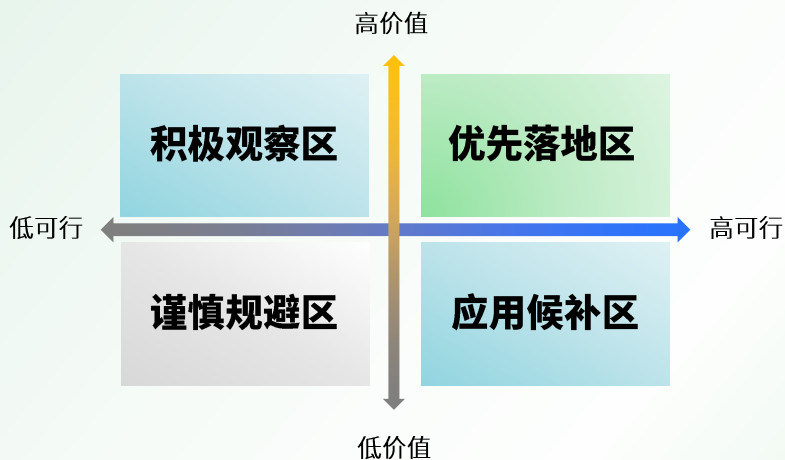 高价值
积极观察区
优先落地区
低可行
高可行
谨慎规避区
应用候补区
低价值